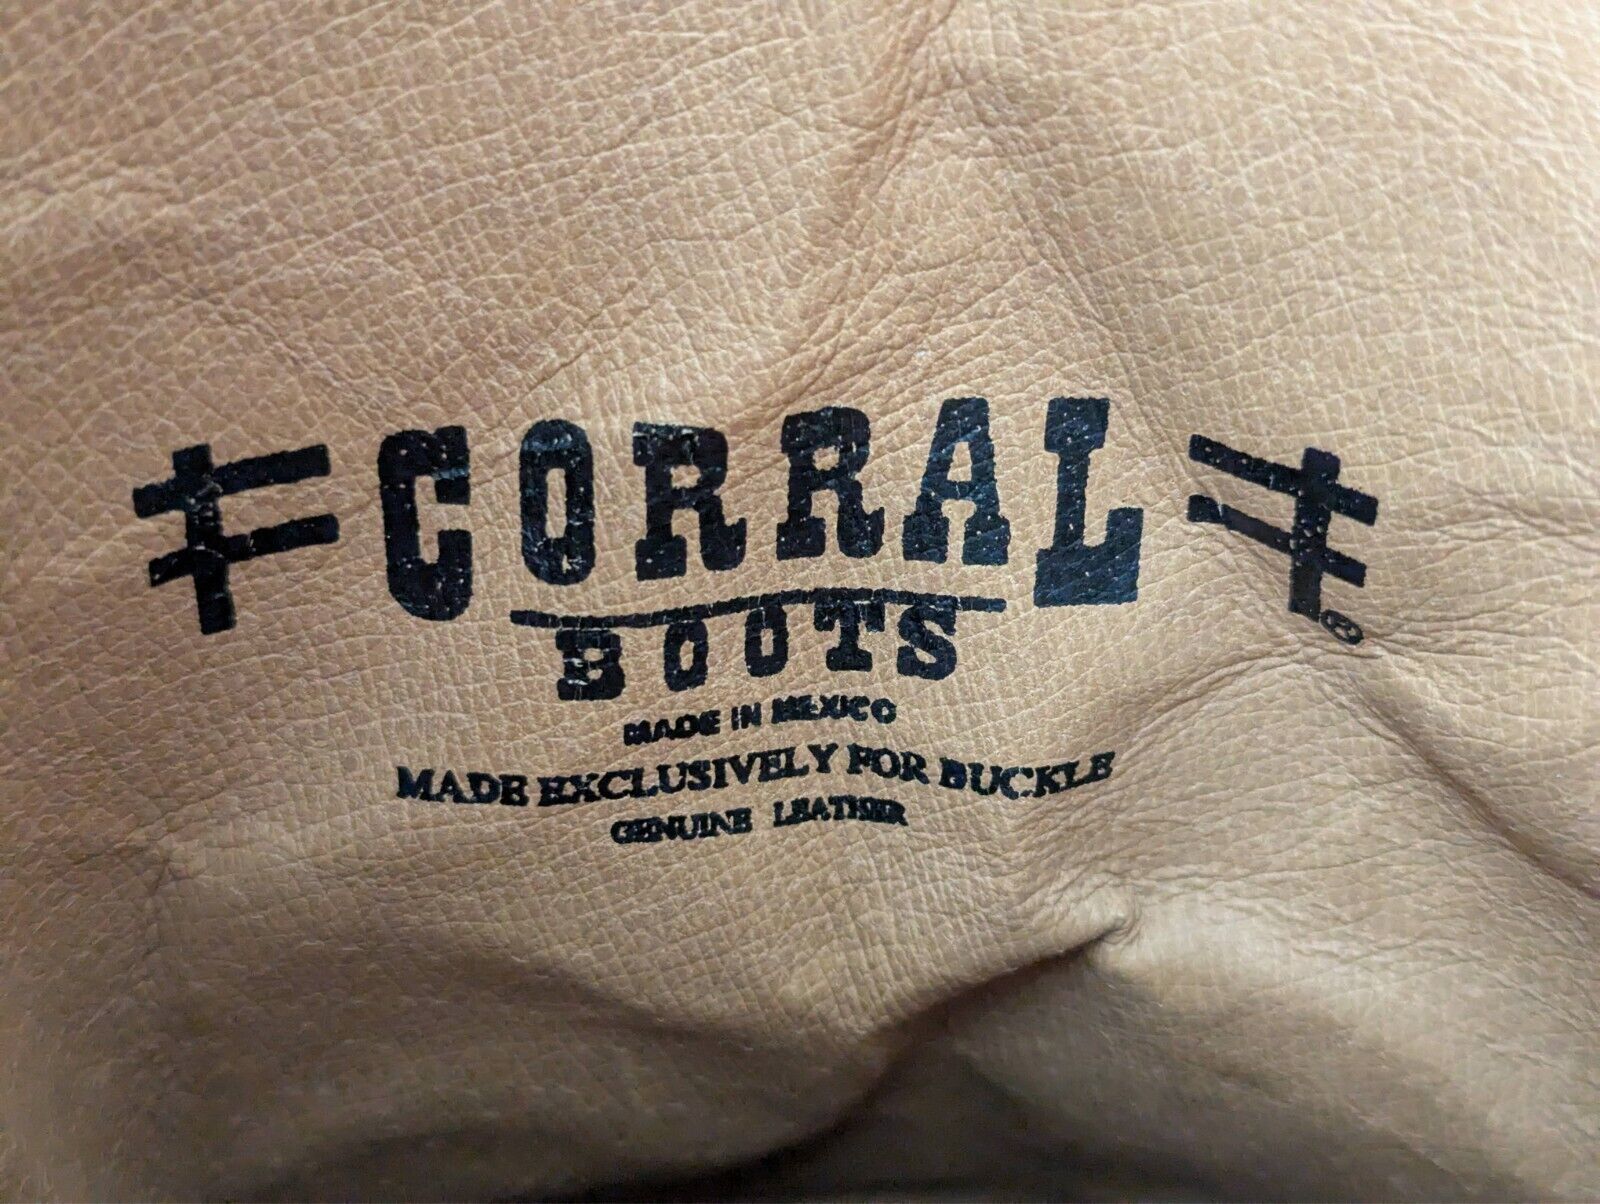 CORRAL
BOOTS
®
MADE IN MEXICO
MADE EXCLUSIVELY FOR BUCKLE
GENUINE LEATHER